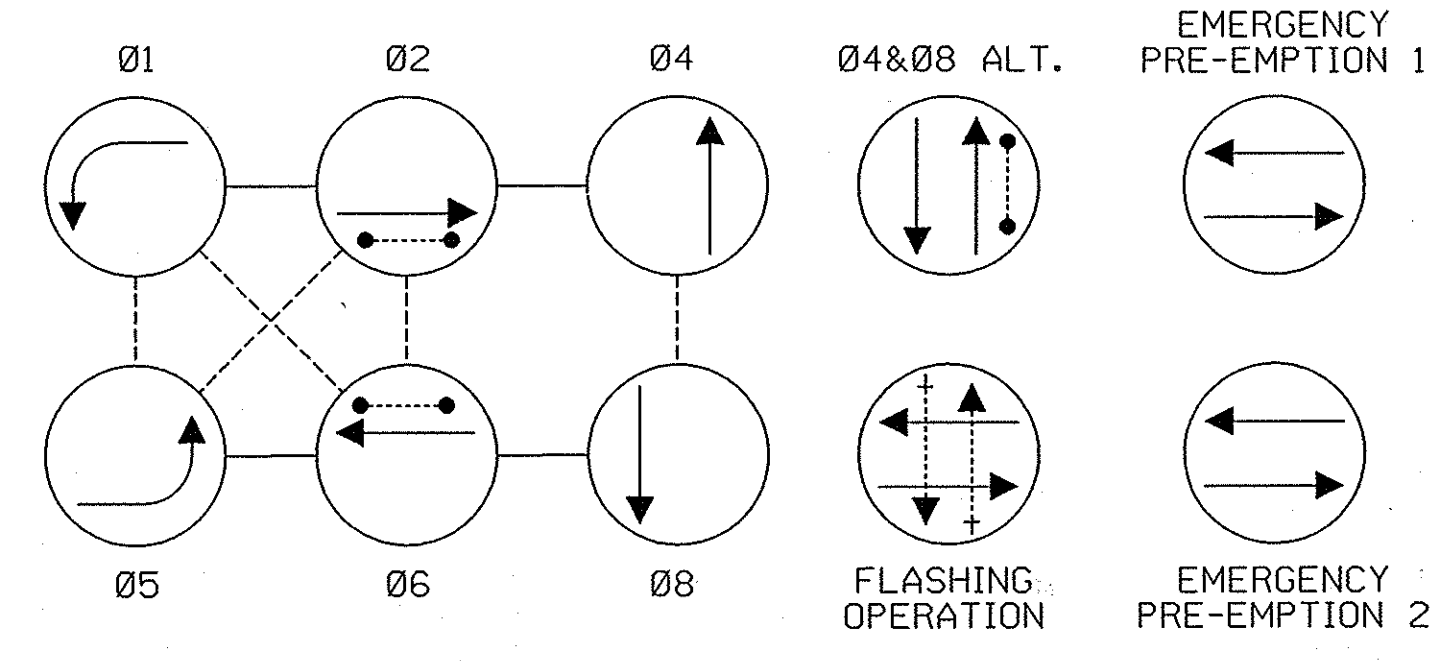 Ø1
Ø2
Ø4
Ø4&Ø8 ALT.
EMERGENCY
PRE-EMPTION 1
Ø5
Ø6
Ø8
FLASHING
OPERATION
EMERGENCY
PRE-EMPTION 2